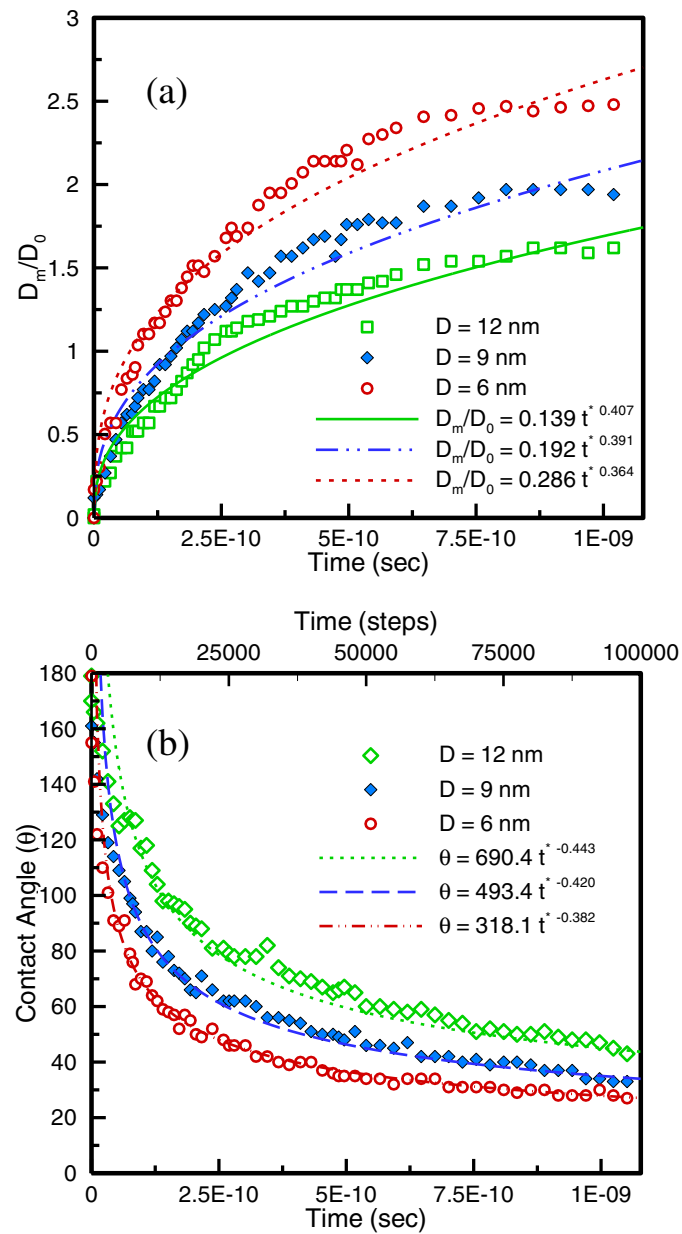 3
2.5
2
1.5
1
0.5
0
D_m/D_0
(a)
D = 12 nm
D = 9 nm
D = 6 nm
D_m/D_0 = 0.139 t^* 0.407
D_m/D_0 = 0.192 t^* 0.391
D_m/D_0 = 0.286 t^* 0.364
0 2.5E-10 5E-10 7.5E-10 1E-09
Time (sec)
Time (steps)
0 25000 50000 75000 100000
180
160
140
120
100
80
60
40
20
0
Contact Angle (θ)
(b)
D = 12 nm
D = 9 nm
D = 6 nm
θ = 690.4 t^* -0.443
θ = 493.4 t^* -0.420
θ = 318.1 t^* -0.382
0 2.5E-10 5E-10 7.5E-10 1E-09
Time (sec)